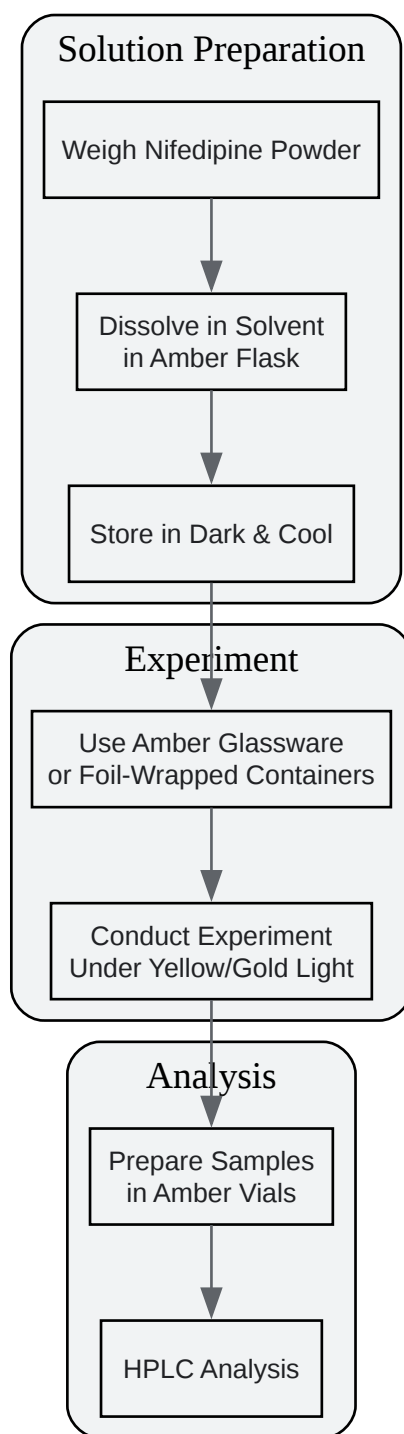 Solution Preparation
Weigh Nifedipine Powder
Dissolve in Solvent
in Amber Flask
Store in Dark & Cool
Experiment
Use Amber Glassware
or Foil-Wrapped Containers
Conduct Experiment
Under Yellow/Gold Light
Analysis
Prepare Samples
in Amber Vials
HPLC Analysis